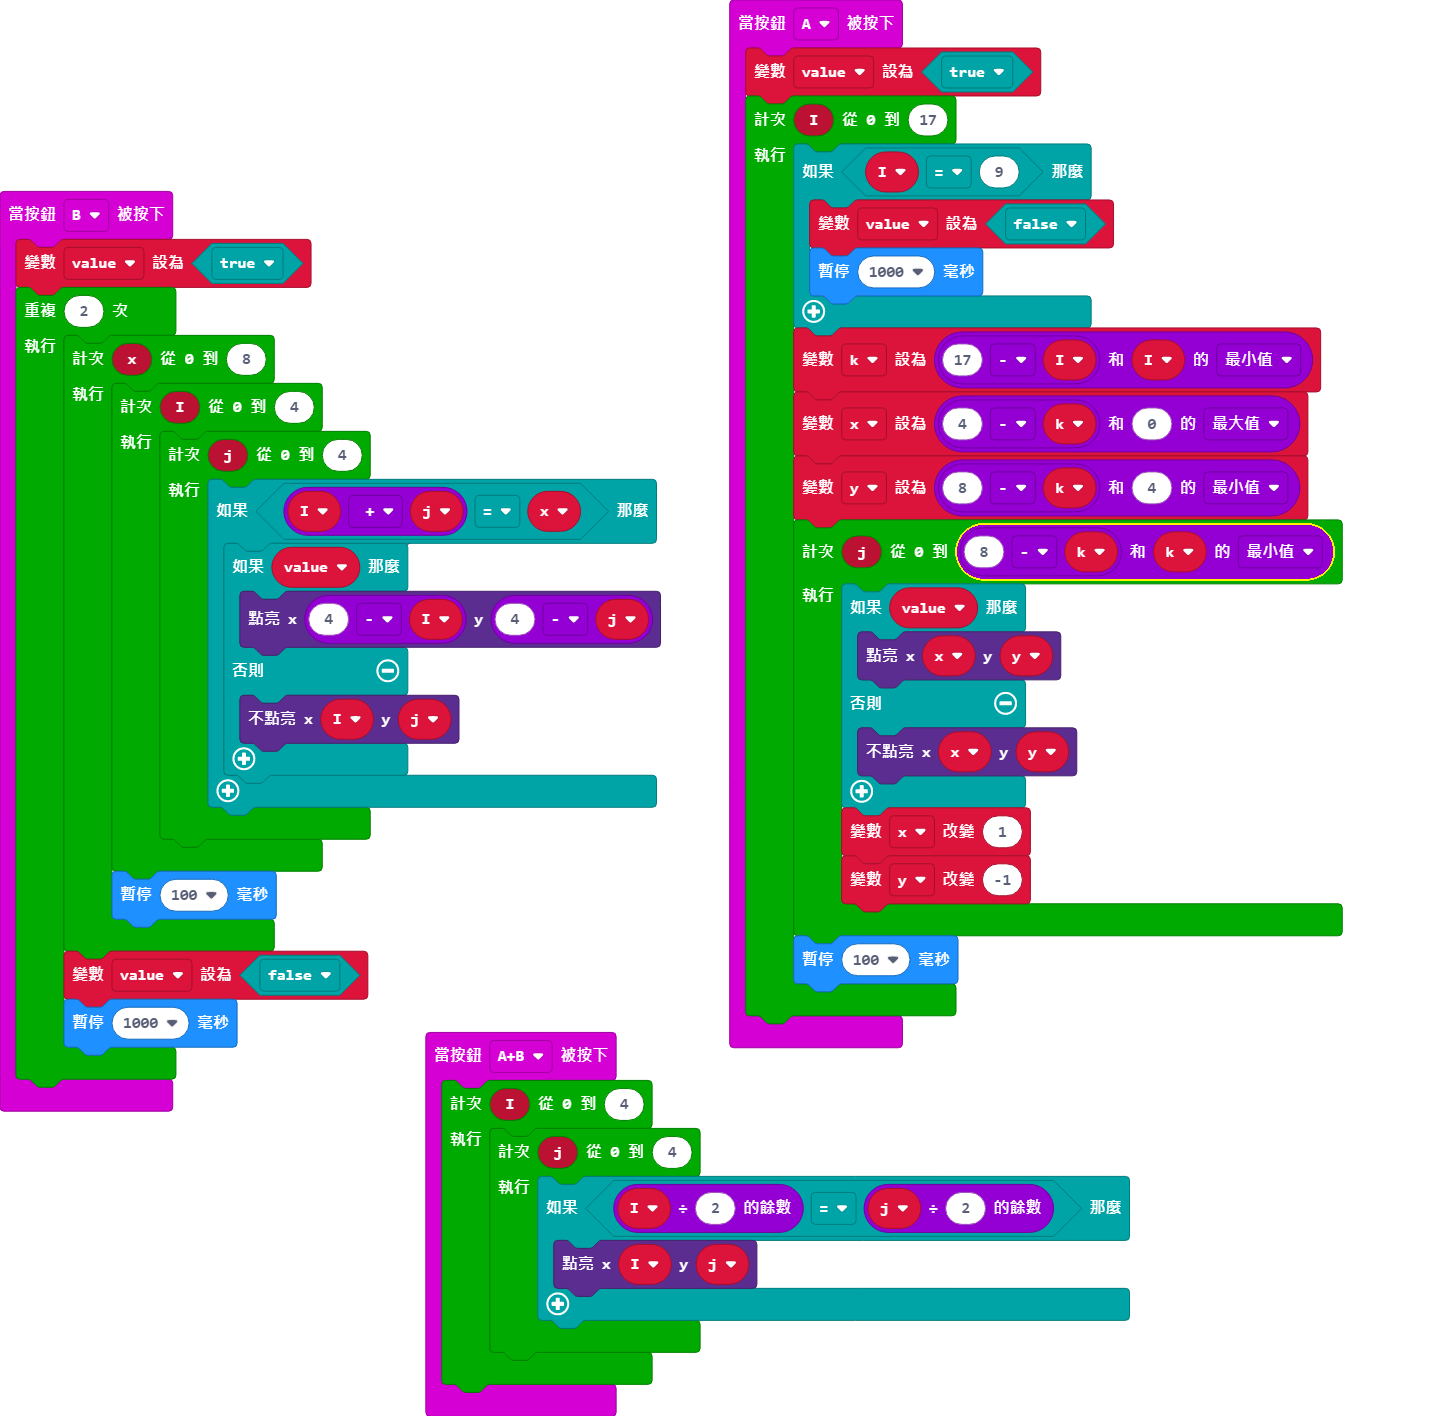 當按鈕 B 被按下
變數 value 設為 true
重複 2 次
執行
計次 x 從 0 到 8
執行
計次 I 從 0 到 4
執行
計次 j 從 0 到 4
執行
如果 I + j = x 那麼
如果 value 那麼
點亮 x 4 - I y 4 - j
否則
不點亮 x I y j
暫停 100 毫秒
變數 value 設為 false
暫停 1000 毫秒
當按鈕 A 被按下
變數 value 設為 true
計次 I 從 0 到 17
執行
如果 I = 9 那麼
變數 value 設為 false
暫停 1000 毫秒
變數 k 設為 17 - I 和 I 的 最小值
變數 x 設為 4 - k 和 0 的 最大值
變數 y 設為 8 - k 和 4 的 最小值
計次 j 從 0 到 8 - k 和 k 的 最小值
執行
如果 value 那麼
點亮 x x y y
否則
不點亮 x x y y
變數 x 改變 1
變數 y 改變 -1
暫停 100 毫秒
當按鈕 A+B 被按下
計次 I 從 0 到 4
執行
計次 j 從 0 到 4
執行
如果 I ÷ 2 的餘數 = j ÷ 2 的餘數 那麼
點亮 x I y j